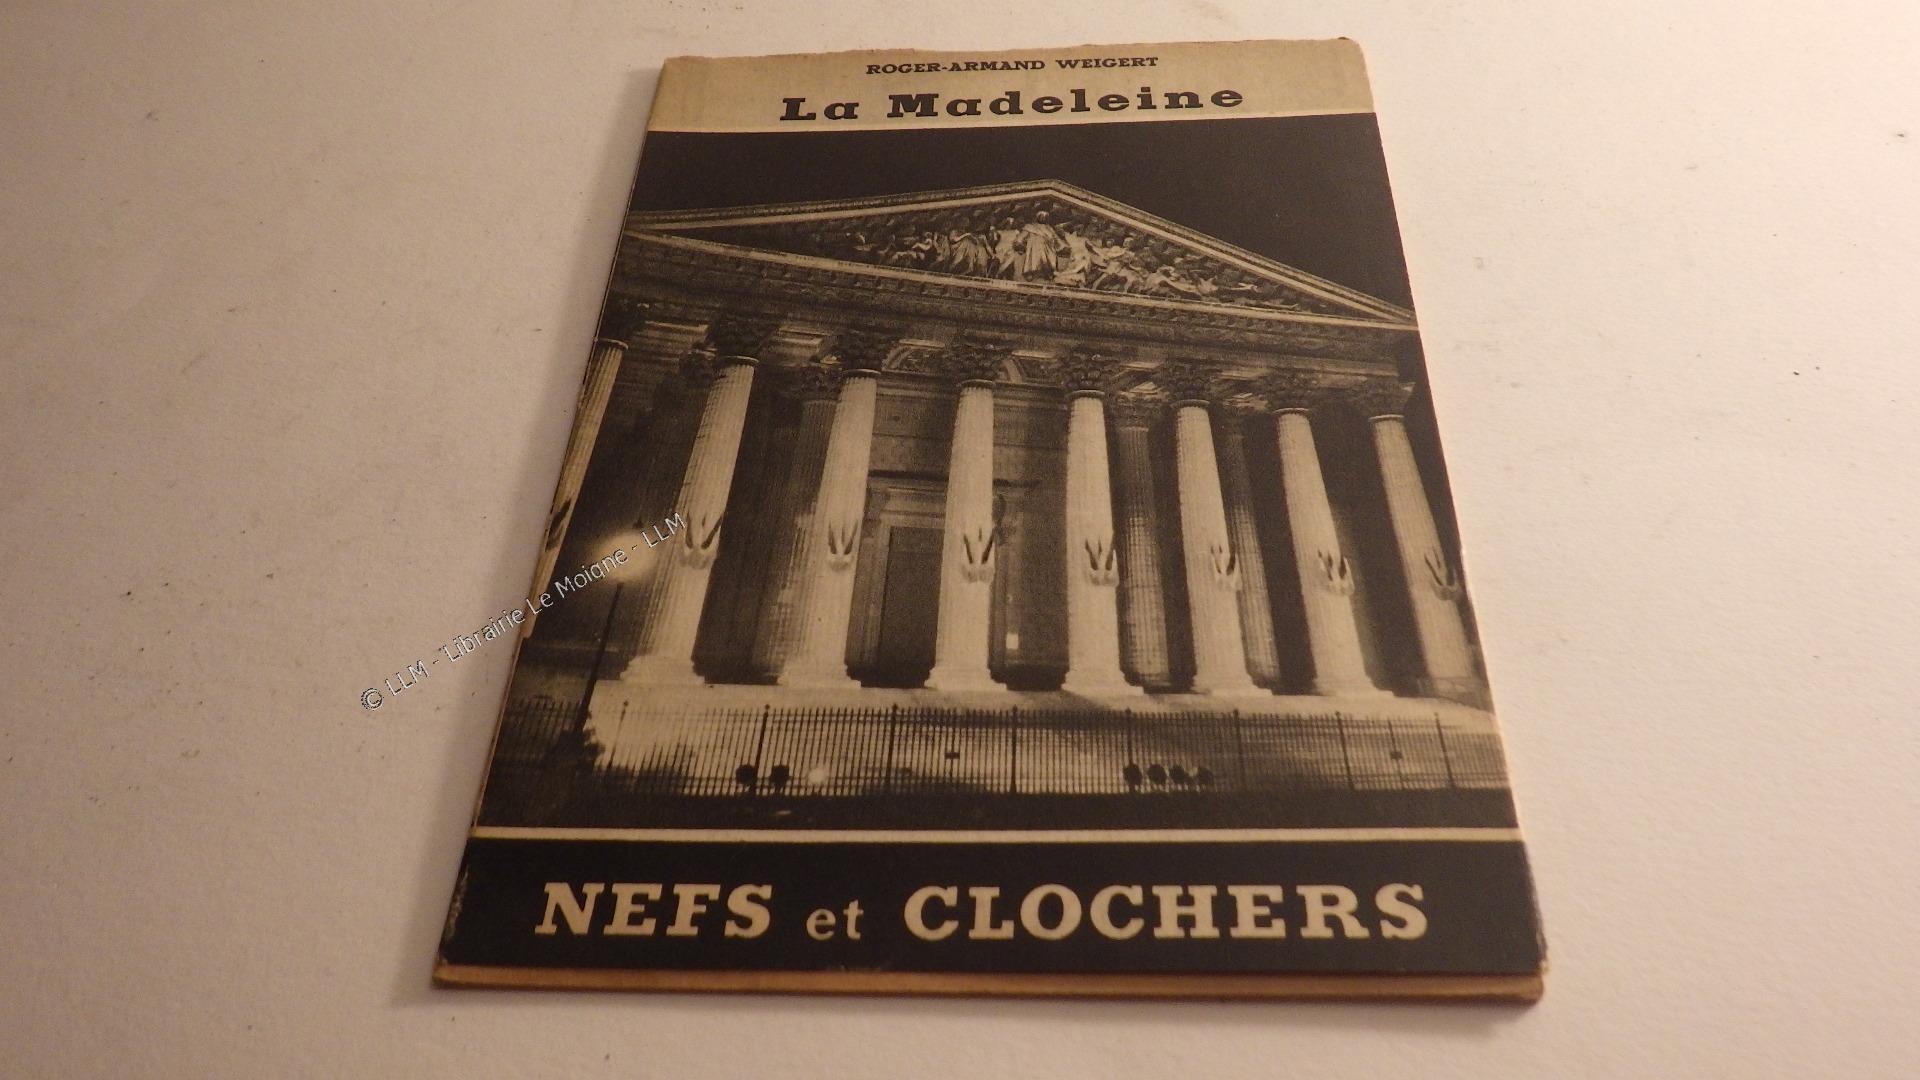 ROGER-ARMAND WEIGERT
La Madeleine
© LLM - Librairie Le Moigne - LLM
NEFS et CLOCHERS